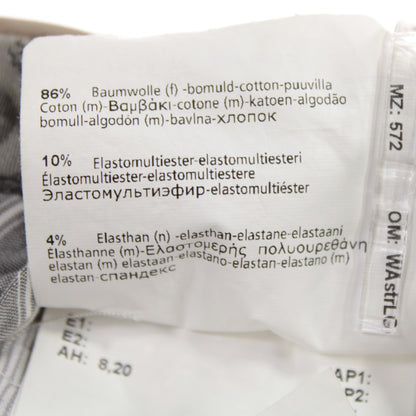 86% Baumwolle (f) -bomuld-cotton-puuvilla
Coton (m)-Βαμβάκι-cotone (m)-katoen-algodão
bomull-algodón (m)-bavlna-хлопок
10% Elastomultiester-elastomultiesteri
Élastomultiester-elastomultiestere
Эластомультиэфир-elastomultiéster
4% Elasthan (n) -elasthan-elastane-elastaani
Élasthanne (m)-Ελαστομερής πολυουρεθάνη
elastan (m) elastaan-elastano-elastan-elastano (m)
elastan-спандекс
MZ: 572
OM: WAstrLG
E1:
E2:
AH: 8,20
AP1:
P2: